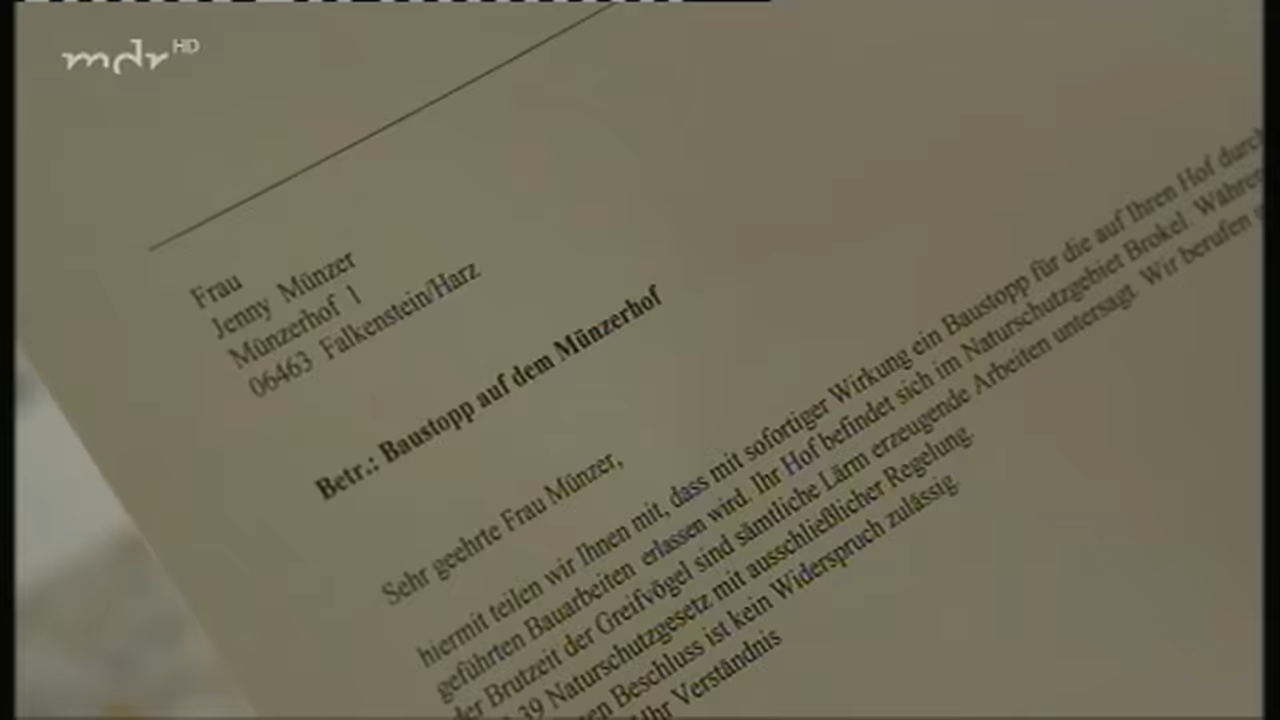 mdr HD
Frau
Jenny Münzer
Münzerhof 1
06463 Falkenstein/Harz
Betr.: Baustopp auf dem Münzerhof
Sehr geehrte Frau Münzer,
hiermit teilen wir Ihnen mit, dass mit sofortiger Wirkung ein Baustopp für die auf Ihren Hof durch
geführten Bauarbeiten erlassen wird. Ihr Hof befindet sich im Naturschutzgebiet Brokel. Währen
der Brutzeit der Greifvögel sind sämtliche Lärm erzeugende Arbeiten untersagt. Wir berufen
39 Naturschutzgesetz mit ausschließlicher Regelung.
Beschluss ist kein Widerspruch zulässig.
Ihr Verständnis